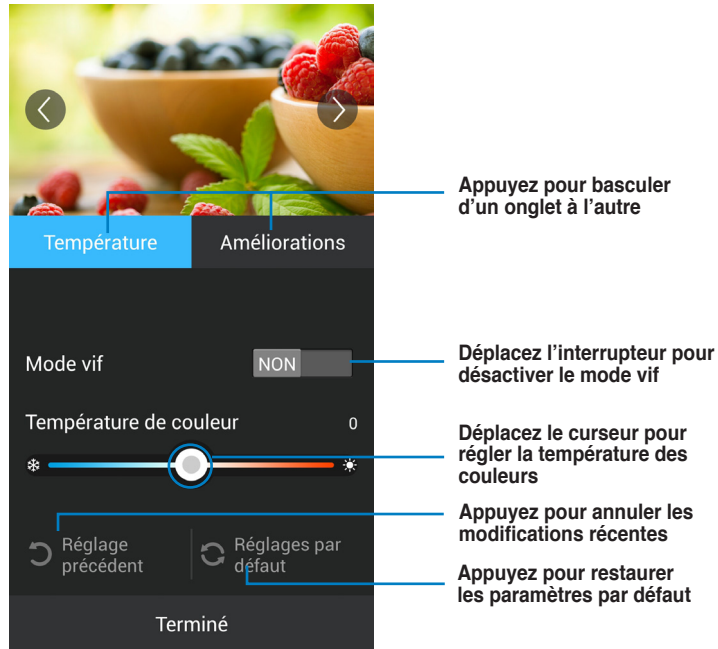 Appuyez pour basculer
d'un onglet à l'autre
Température
Améliorations
Mode vif
NON
Déplacez l'interrupteur pour
désactiver le mode vif
Température de couleur
0
Déplacez le curseur pour
régler la température des
couleurs
Appuyez pour annuler les
modifications récentes
Réglage
précédent
Réglages par
défaut
Appuyez pour restaurer
les paramètres par défaut
Terminé